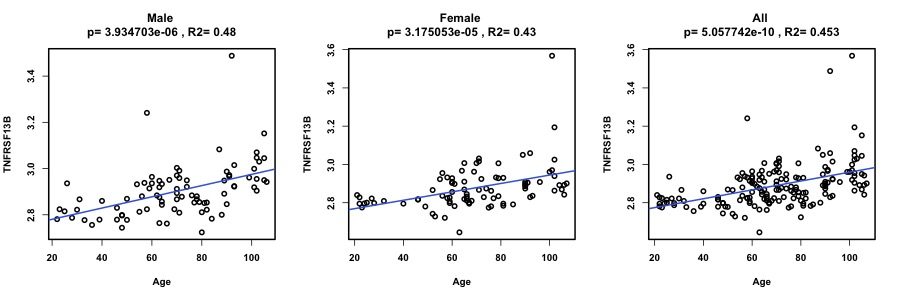 Male
p= 3.934703e-06 , R2= 0.48
TNFRSF13B
3.4
3.2
3.0
2.8
20 40 60 80 100
Age
Female
p= 3.175053e-05 , R2= 0.43
TNFRSF13B
3.6
3.4
3.2
3.0
2.8
20 40 60 80 100
Age
All
p= 5.057742e-10 , R2= 0.453
TNFRSF13B
3.6
3.4
3.2
3.0
2.8
20 40 60 80 100
Age